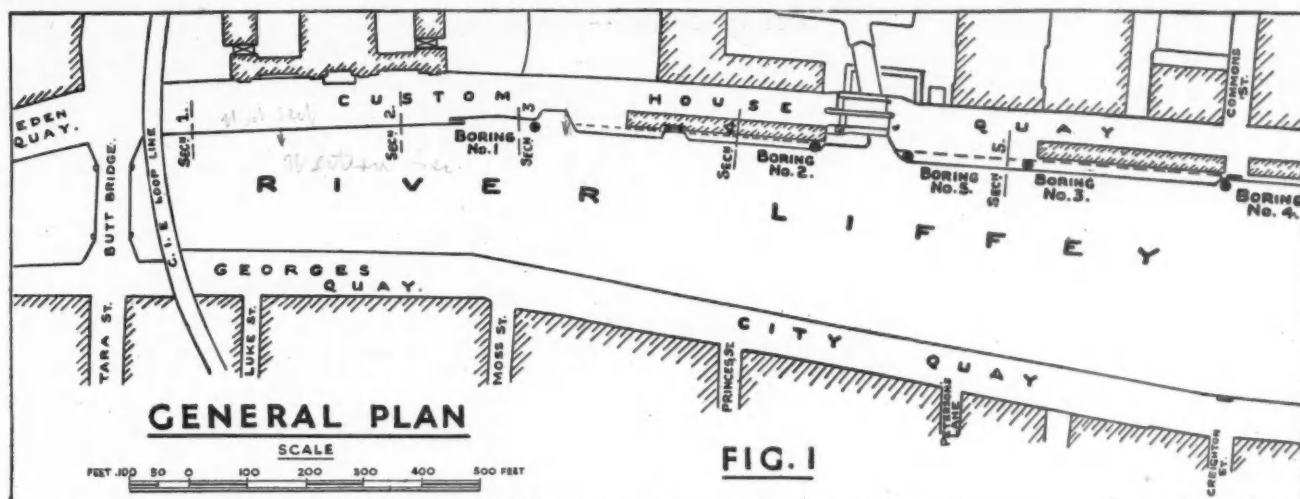 EDEN QUAY.
BUTT BRIDGE.
C.I.E LOOP LINE
SECN 1.
SECN 2.
SECN 3
SECN 4
SECN 5.
CUSTOM HOUSE QUAY
COMMONS ST.
BORING No.1
BORING No.2.
BORING No.5.
BORING No.3.
BORING No.4.
RIVER LIFFEY
GEORGES QUAY.
CITY QUAY
TARA ST.
LUKE ST.
MOSS ST.
PRINCES ST.
PETERSONS LANE
CREIGHTON ST.
GENERAL PLAN
SCALE
FEET.100 50 0 100 200 300 400 500 FEET
FIG.1